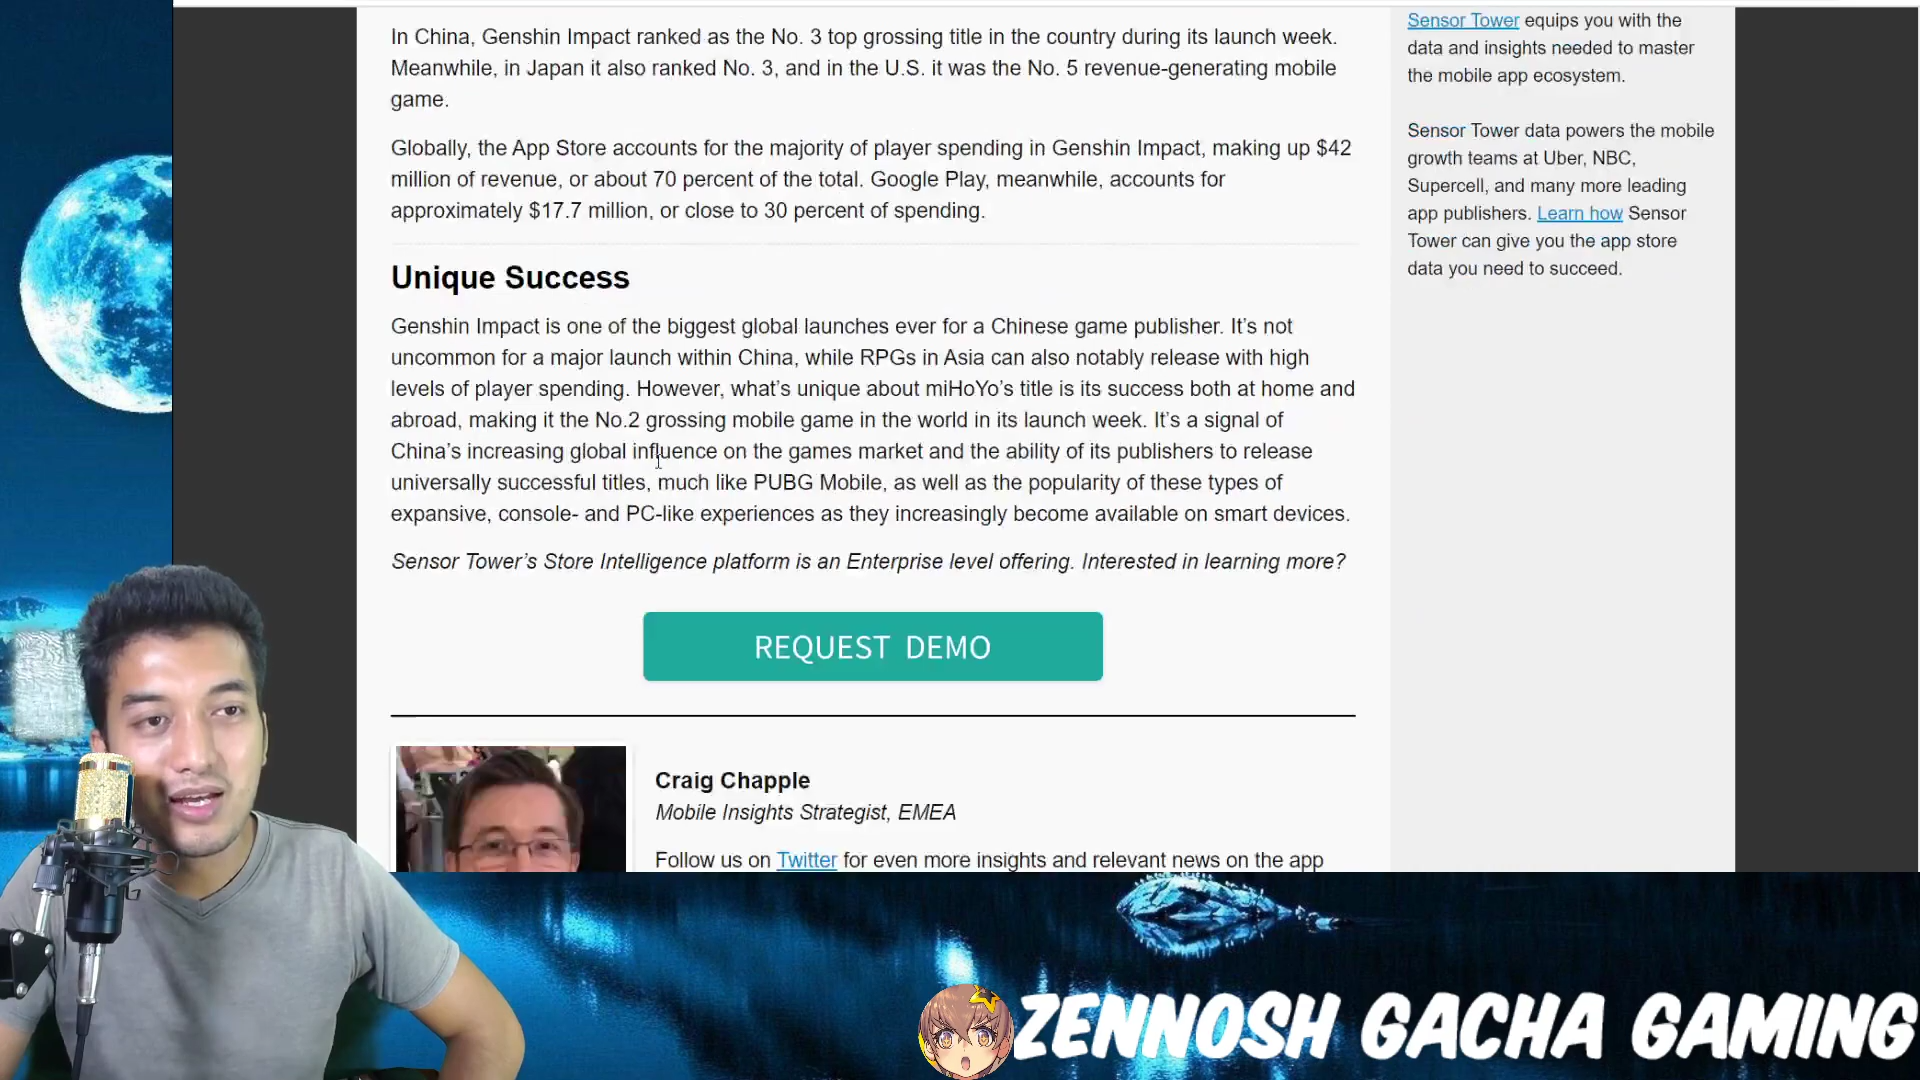 In China, Genshin Impact ranked as the No. 3 top grossing title in the country during its launch week.
Meanwhile, in Japan it also ranked No. 3, and in the U.S. it was the No. 5 revenue-generating mobile
game.
Globally, the App Store accounts for the majority of player spending in Genshin Impact, making up $42
million of revenue, or about 70 percent of the total. Google Play, meanwhile, accounts for
approximately $17.7 million, or close to 30 percent of spending.
Unique Success
Genshin Impact is one of the biggest global launches ever for a Chinese game publisher. It’s not
uncommon for a major launch within China, while RPGs in Asia can also notably release with high
levels of player spending. However, what’s unique about miHoYo’s title is its success both at home and
abroad, making it the No.2 grossing mobile game in the world in its launch week. It’s a signal of
China’s increasing global influence on the games market and the ability of its publishers to release
universally successful titles, much like PUBG Mobile, as well as the popularity of these types of
expansive, console- and PC-like experiences as they increasingly become available on smart devices.
Sensor Tower’s Store Intelligence platform is an Enterprise level offering. Interested in learning more?
REQUEST DEMO
Craig Chapple
Mobile Insights Strategist, EMEA
Follow us on Twitter for even more insights and relevant news on the app
Sensor Tower equips you with the
data and insights needed to master
the mobile app ecosystem.
Sensor Tower data powers the mobile
growth teams at Uber, NBC,
Supercell, and many more leading
app publishers. Learn how Sensor
Tower can give you the app store
data you need to succeed.
ZENNOSH GACHA GAMING